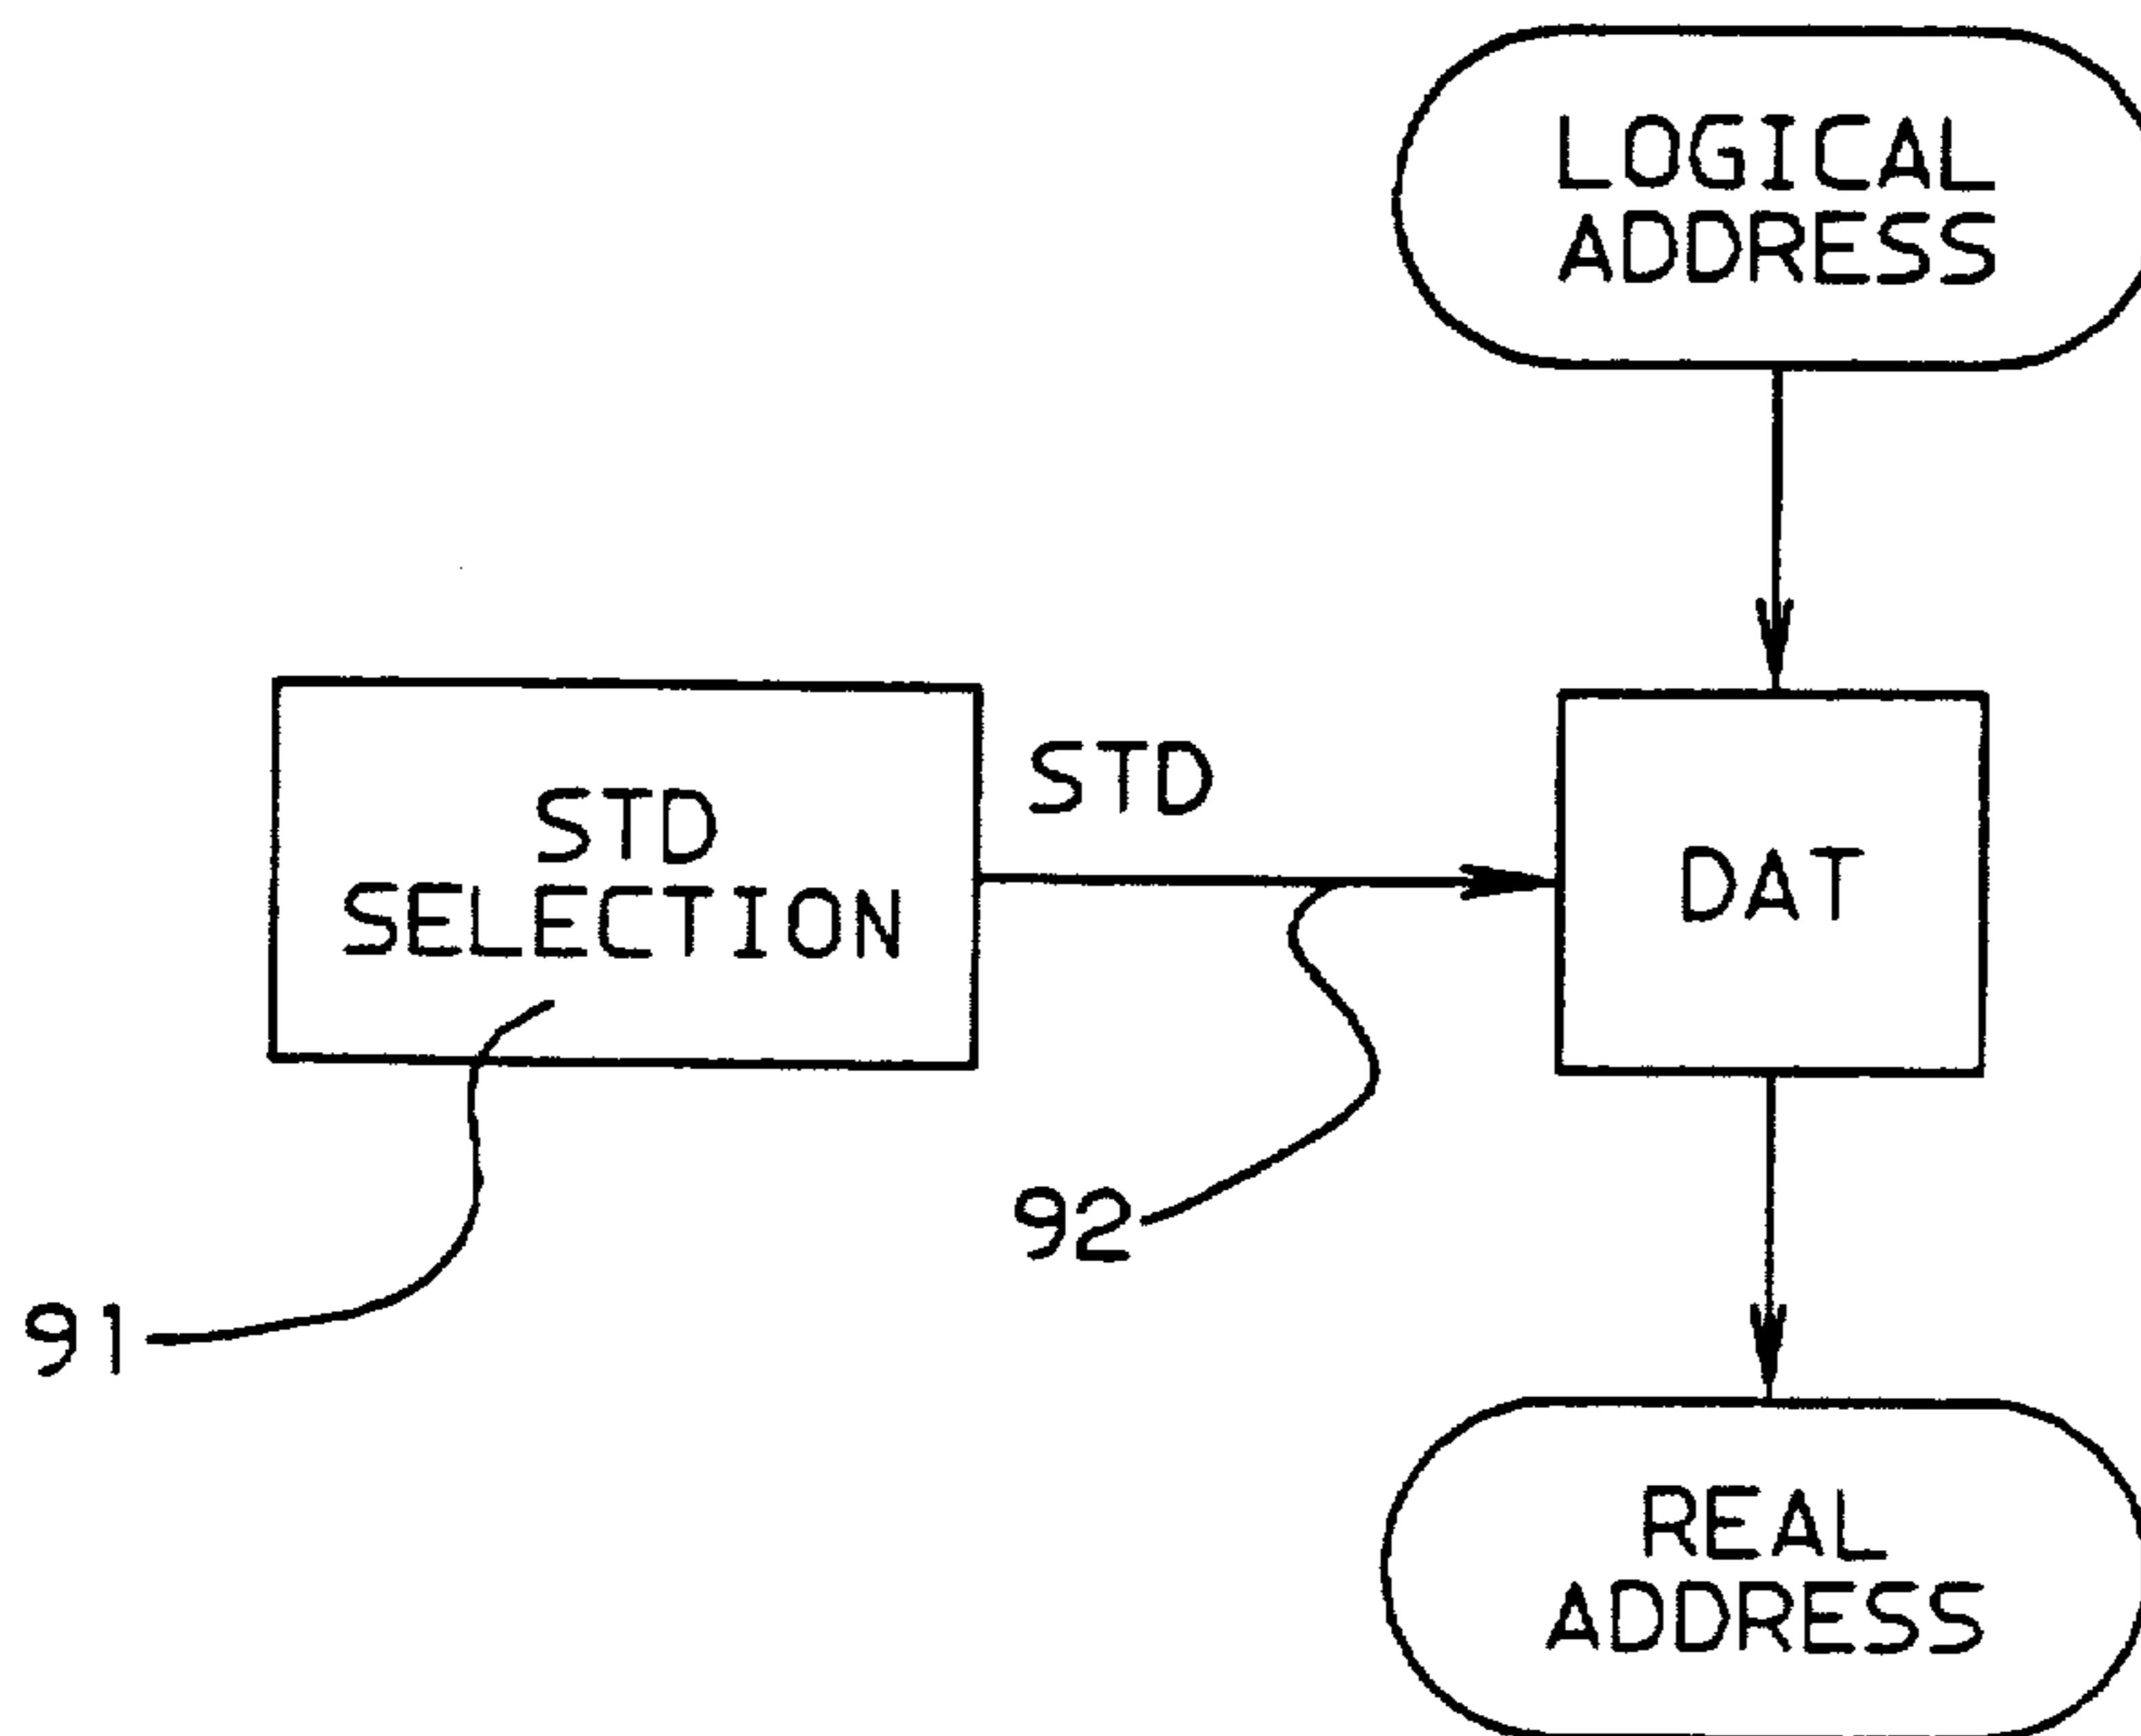 LOGICAL
ADDRESS
STD
SELECTION
STD
DAT
92
91
REAL
ADDRESS